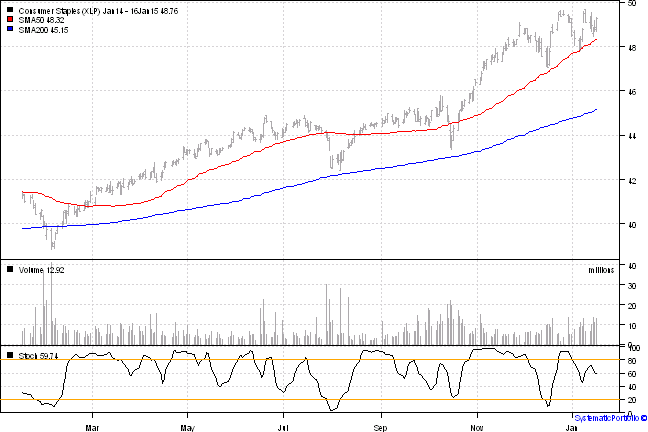 Consumer Staples (XLP) Jan14 - 16Jan15 48.76
SMA50 48.32
SMA200 45.15
50
48
46
44
42
40
Volume 12.92
millions
40
30
20
10
0
Stoch 59.74
100
80
60
40
20
0
Mar
May
Jul
Sep
Nov
Jan
SystematicPortfolio ©